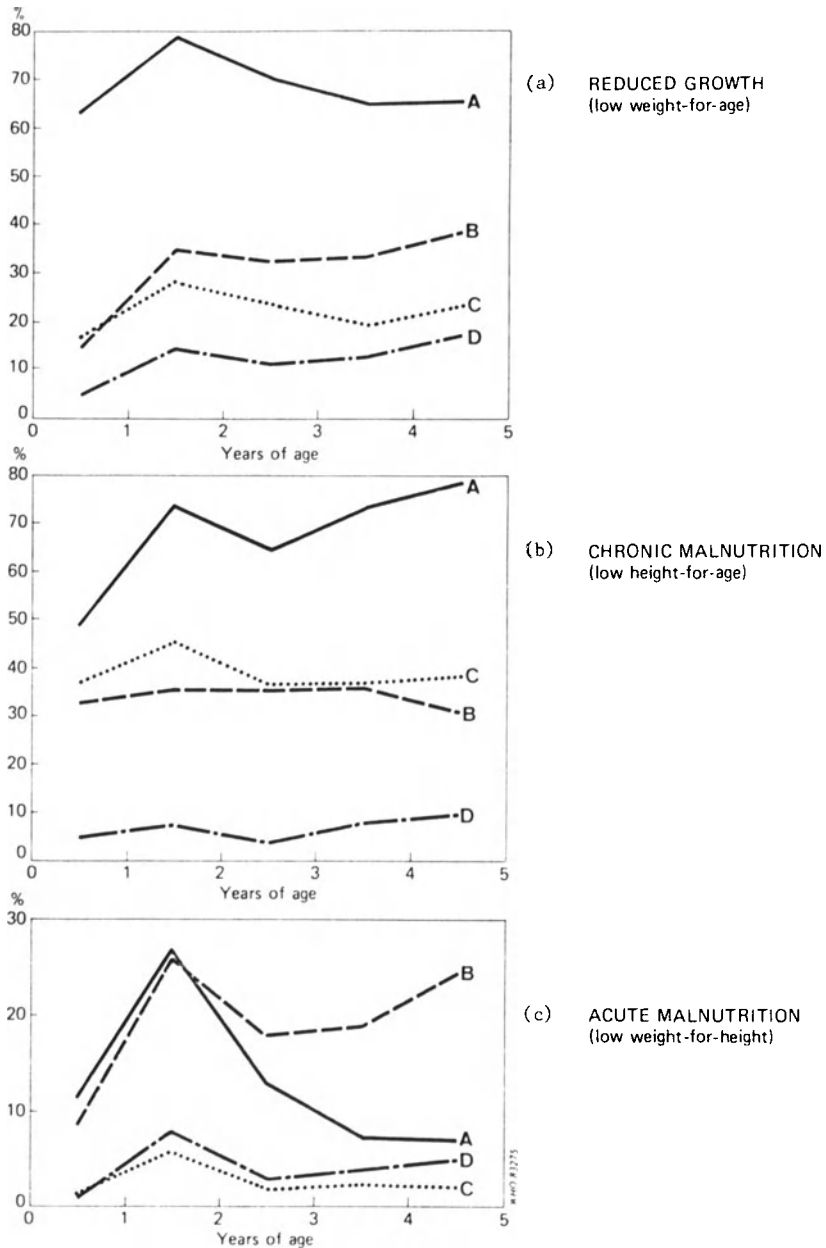 %
80
70
60
50
40
30
20
10
0
0 1 2 3 4 5
Years of age
A
B
C
D
(a) REDUCED GROWTH
(low weight-for-age)
%
80
70
60
50
40
30
20
10
0
0 1 2 3 4 5
Years of age
A
C
B
D
(b) CHRONIC MALNUTRITION
(low height-for-age)
%
30
20
10
0
0 1 2 3 4 5
Years of age
B
A
D
C
(c) ACUTE MALNUTRITION
(low weight-for-height)
WHO 83275